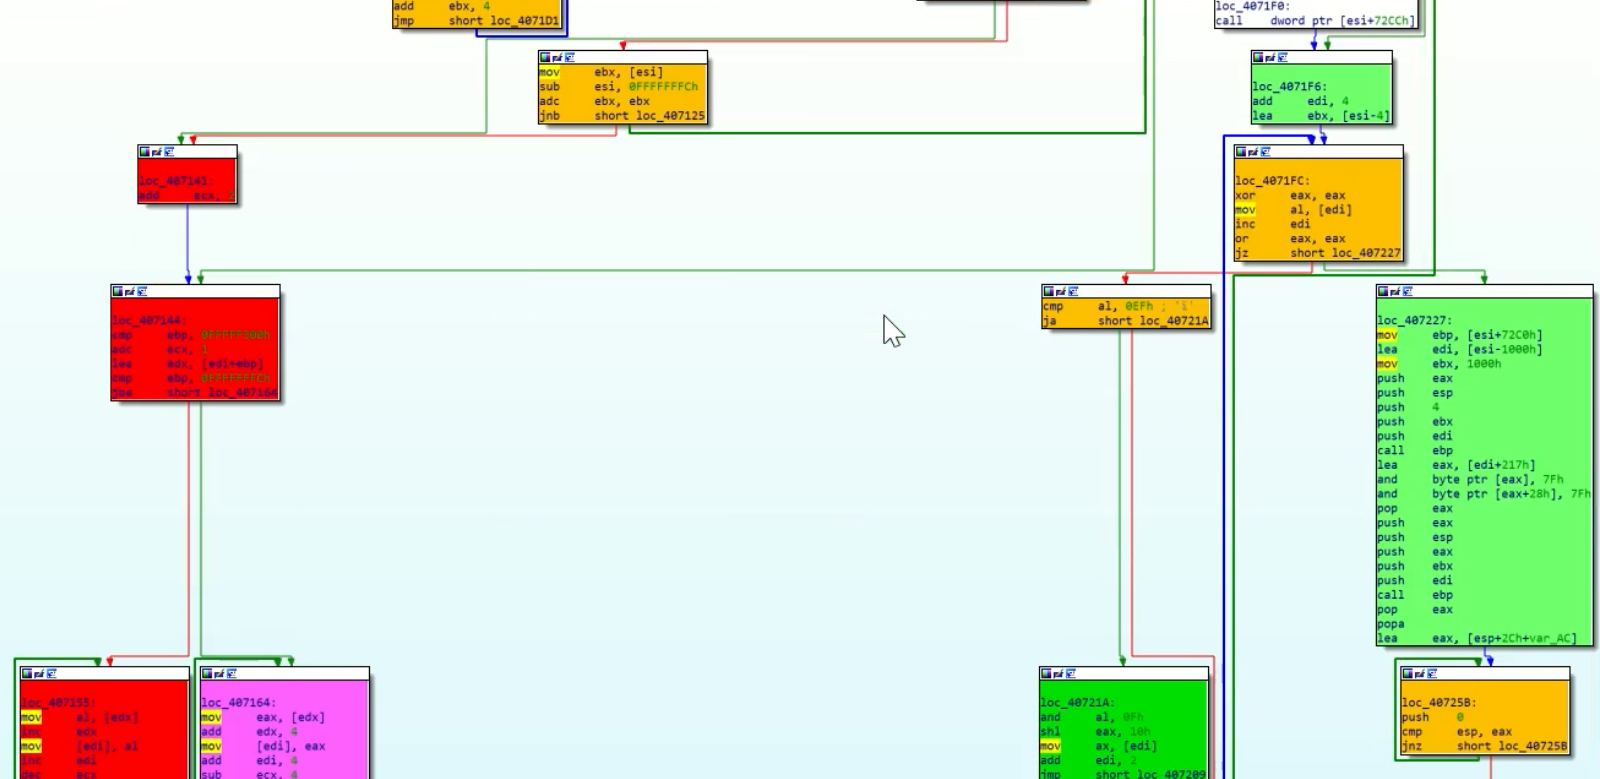 add ebx, 4
jmp short loc_4071D1
loc_4071F0:
call dword ptr [esi+72CCh]
mov ebx, [esi]
sub esi, 0FFFFFFFCh
adc ebx, ebx
jnb short loc_407125
loc_4071F6:
add edi, 4
lea ebx, [esi-4]
loc_407141:
add ecx, 2
loc_4071FC:
xor eax, eax
mov al, [edi]
inc edi
or eax, eax
jz short loc_407227
loc_407144:
cmp ebp, 0FFFFFB00h
adc ecx, 1
lea edx, [edi+ebp]
cmp ebp, 0FFFFFFFCh
jbe short loc_407164
cmp al, 0EFh ; 'ï'
ja short loc_40721A
loc_407227:
mov ebp, [esi+72C0h]
lea edi, [esi-1000h]
mov ebx, 1000h
push eax
push esp
push 4
push ebx
push edi
call ebp
lea eax, [edi+217h]
and byte ptr [eax], 7Fh
and byte ptr [eax+28h], 7Fh
pop eax
push eax
push esp
push eax
push ebx
push edi
call ebp
pop eax
popa
lea eax, [esp+2Ch+var_AC]
loc_407155:
mov al, [edx]
inc edx
mov [edi], al
inc edi
dec ecx
loc_407164:
mov eax, [edx]
add edx, 4
mov [edi], eax
add edi, 4
sub ecx, 4
loc_40721A:
and al, 0Fh
shl eax, 10h
mov ax, [edi]
add edi, 2
jmp short loc_407209
loc_40725B:
push 0
cmp esp, eax
jnz short loc_40725B